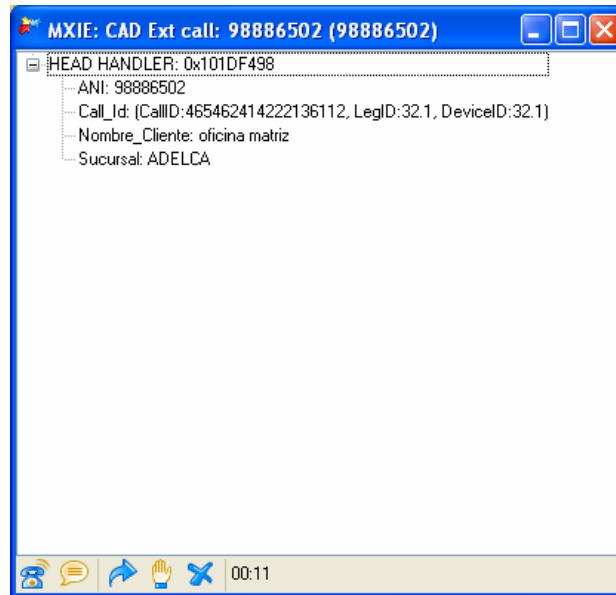 MXIE: CAD Ext call: 98886502 (98886502)
HEAD HANDLER: 0x101DF498
ANI: 98886502
Call_Id: (CallID:465462414222136112, LegID:32.1, DeviceID:32.1)
Nombre_Cliente: oficina matriz
Sucursal: ADELCA
00:11